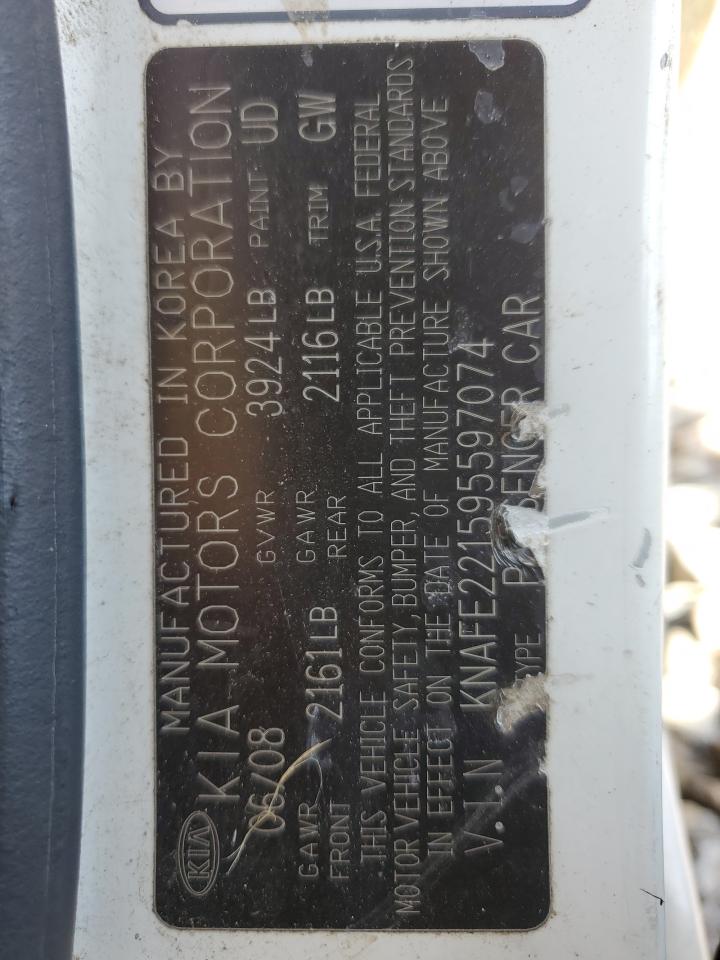 MANUFACTURED IN KOREA BY
KIA KIA MOTORS CORPORATION
06/08 GVWR 3924LB PAINT UD
GAWR FRONT 2161LB GAWR REAR 2116LB TRIM GW
THIS VEHICLE CONFORMS TO ALL APPLICABLE U.S.A. FEDERAL
MOTOR VEHICLE SAFETY, BUMPER, AND THEFT PREVENTION STANDARDS
IN EFFECT ON THE DATE OF MANUFACTURE SHOWN ABOVE
V.I.N KNAFE221595597074
CAR